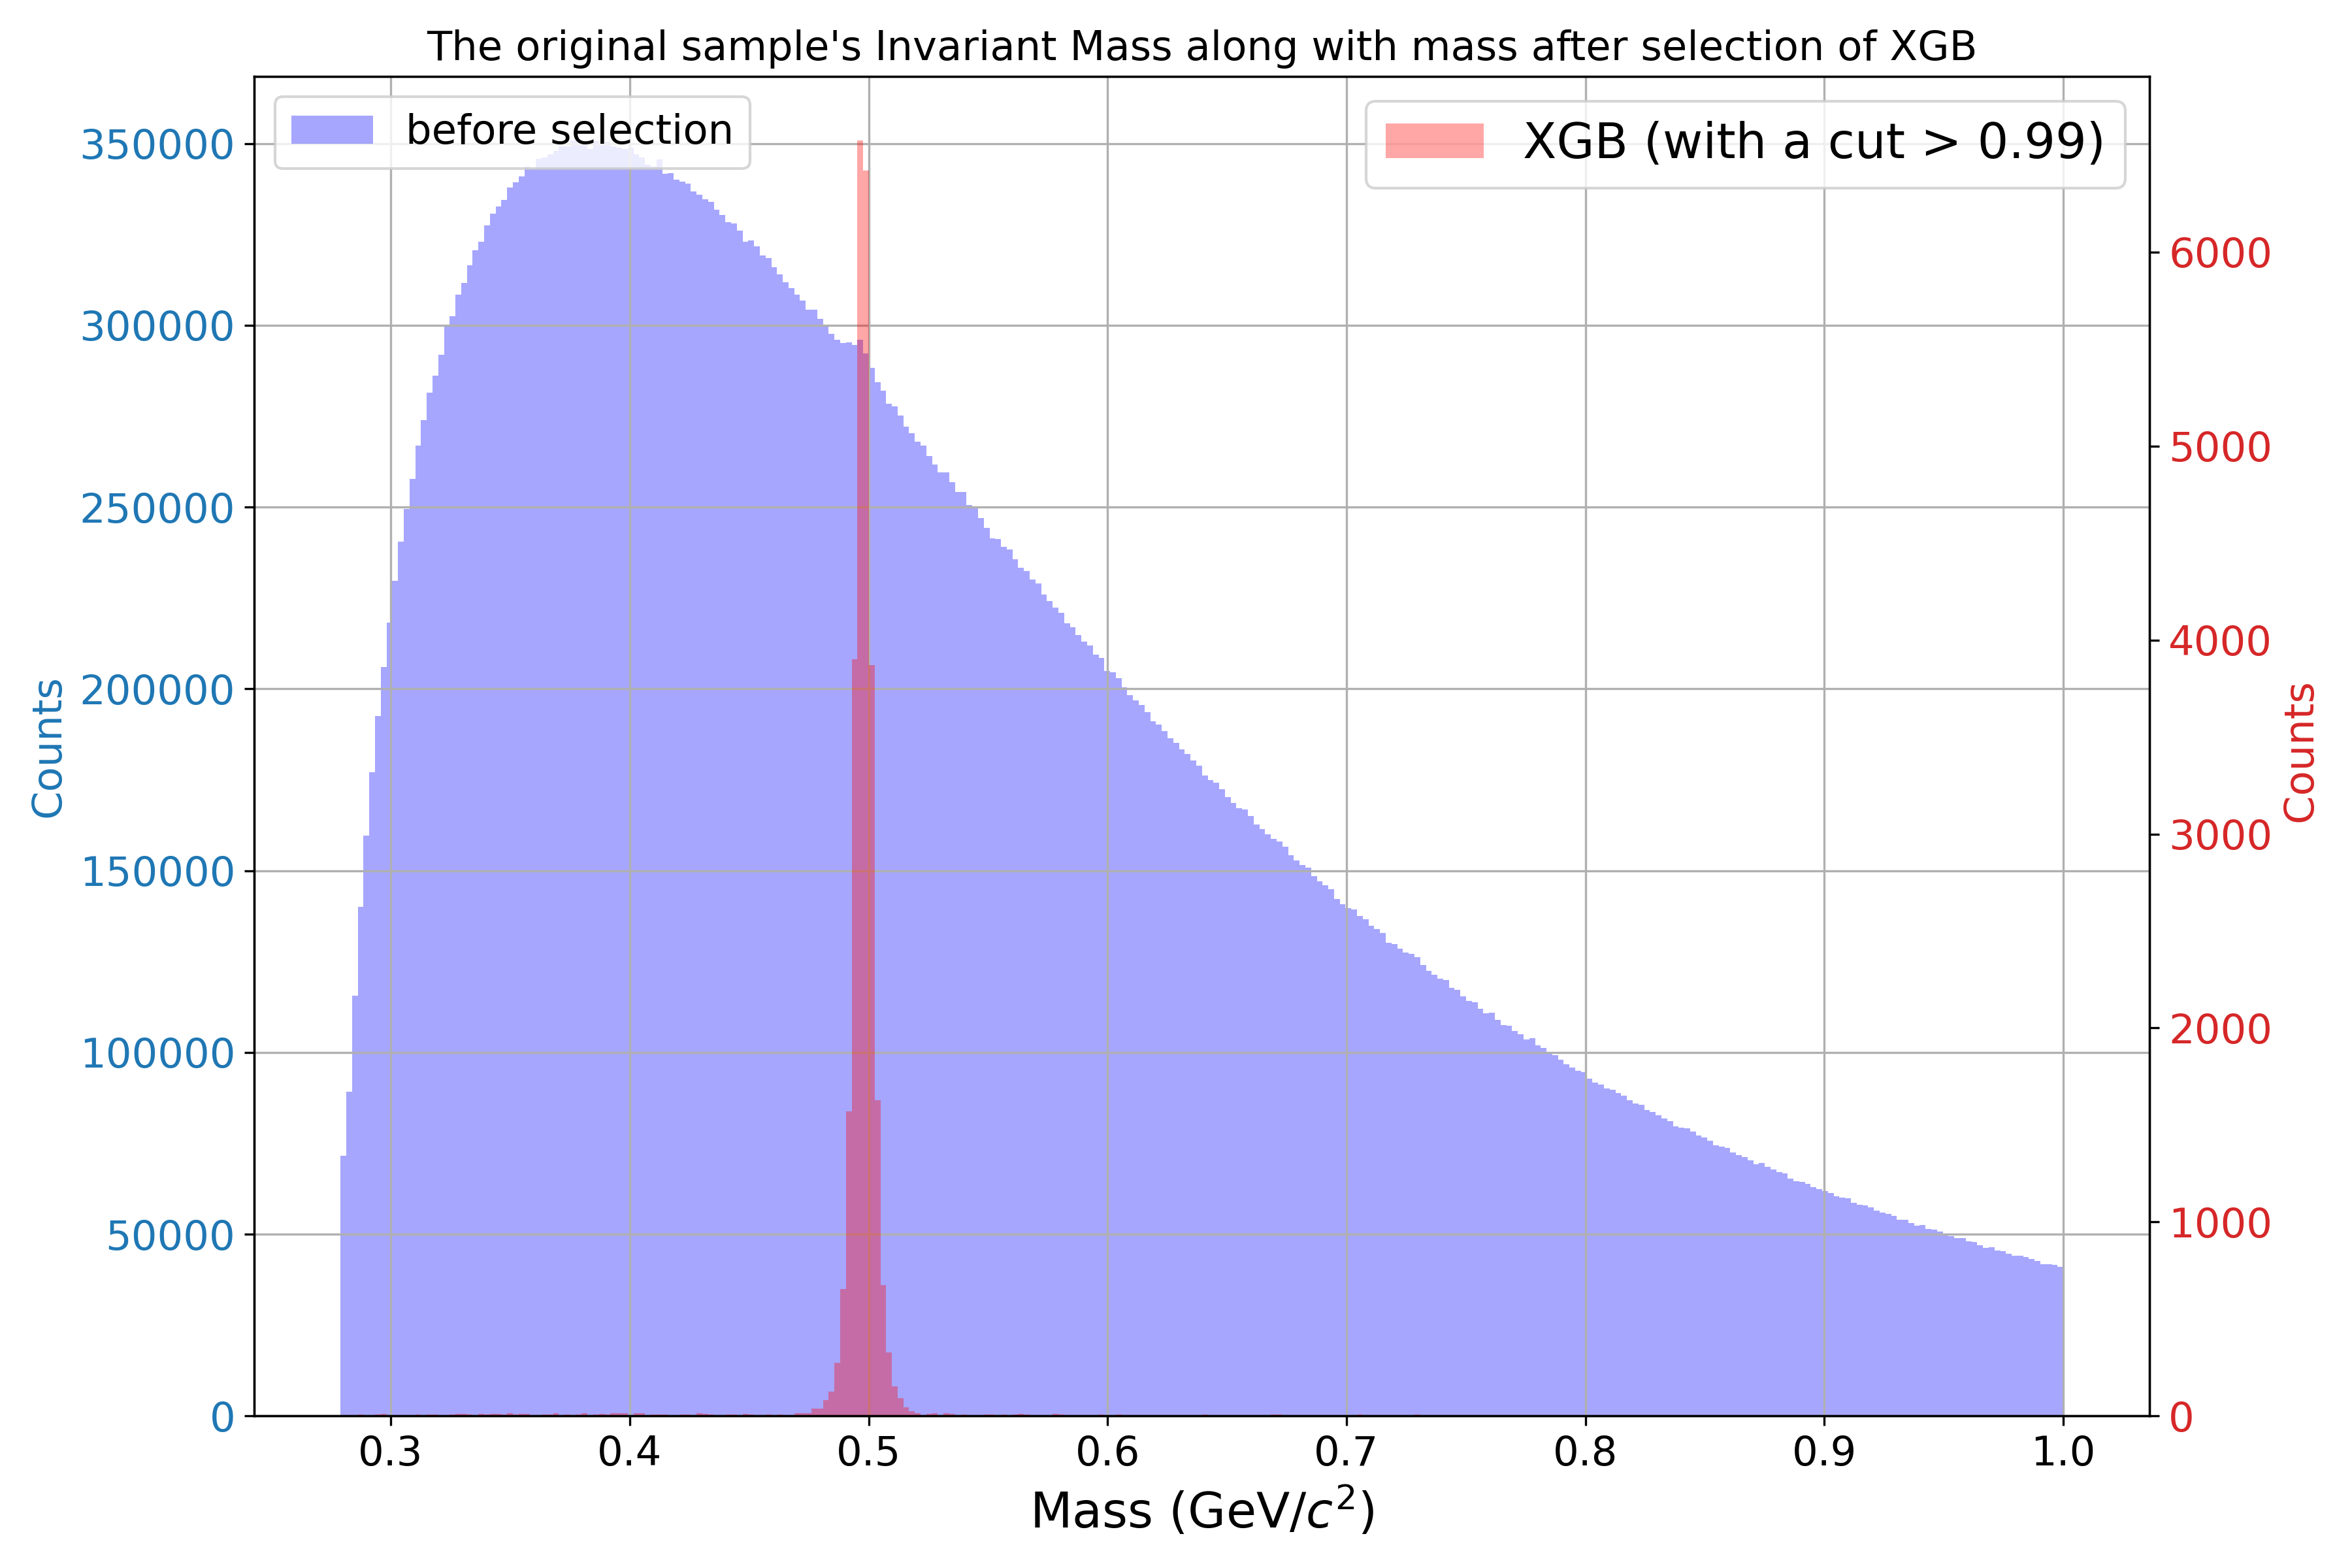 The original sample's Invariant Mass along with mass after selection of XGB
before selection
XGB (with a cut > 0.99)
350000
300000
250000
200000
150000
100000
50000
0
Counts
6000
5000
4000
3000
2000
1000
0
Counts
0.3 0.4 0.5 0.6 0.7 0.8 0.9 1.0
Mass (GeV/c²)